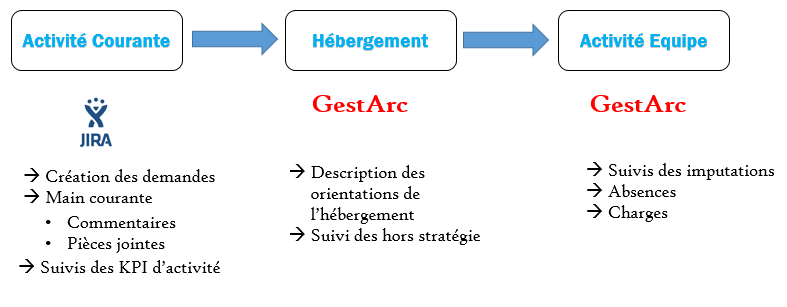 Activité Courante
Hébergement
Activité Equipe
JIRA
GestArc
GestArc
→ Création des demandes
→ Main courante
• Commentaires
• Pièces jointes
→ Suivis des KPI d’activité
→ Description des
orientations de
l’hébergement
→ Suivi des hors stratégie
→ Suivis des imputations
→ Absences
→ Charges